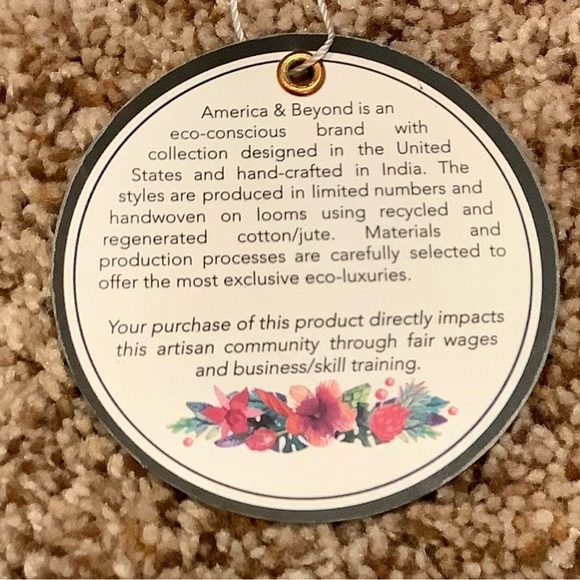 America & Beyond is an
eco-conscious brand with
collection designed in the United
States and hand-crafted in India. The
styles are produced in limited numbers and
handwoven on looms using recycled and
regenerated cotton/jute. Materials and
production processes are carefully selected to
offer the most exclusive eco-luxuries.
Your purchase of this product directly impacts
this artisan community through fair wages
and business/skill training.